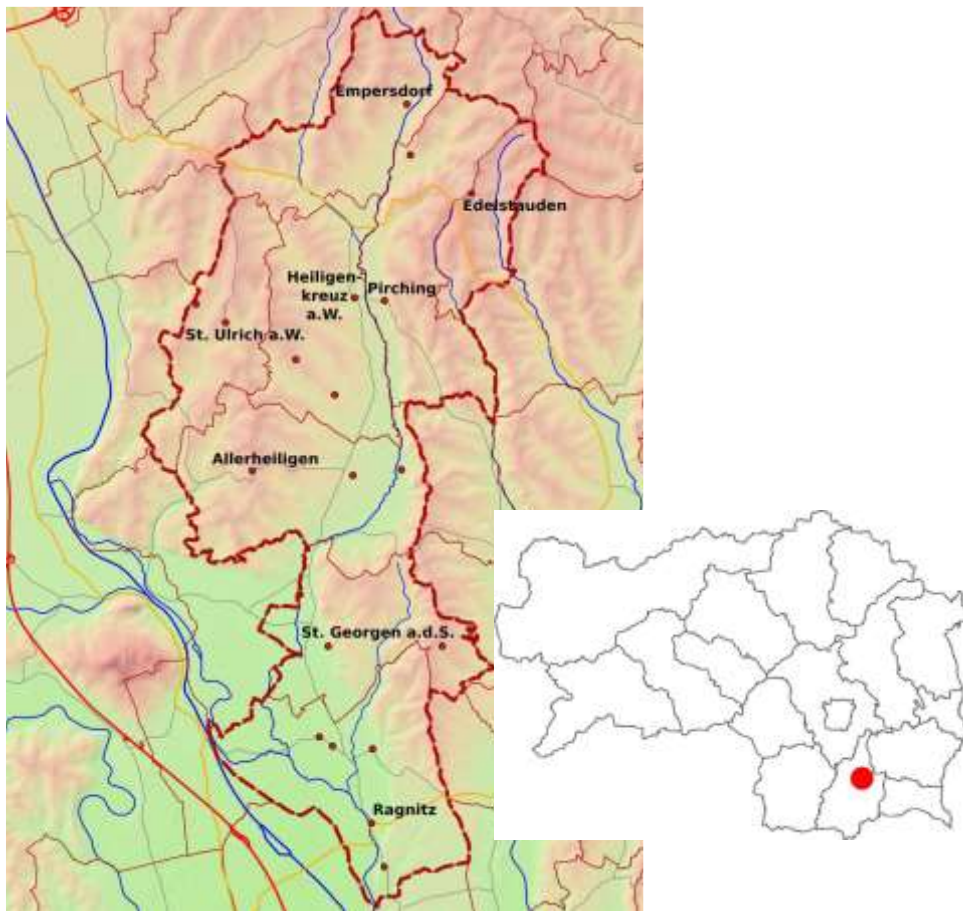 Empersdorf
Edelstauden
Heiligen-
kreuz
a.W.
Pirching
St. Ulrich a.W.
Allerheiligen
St. Georgen a.d.S.
Ragnitz